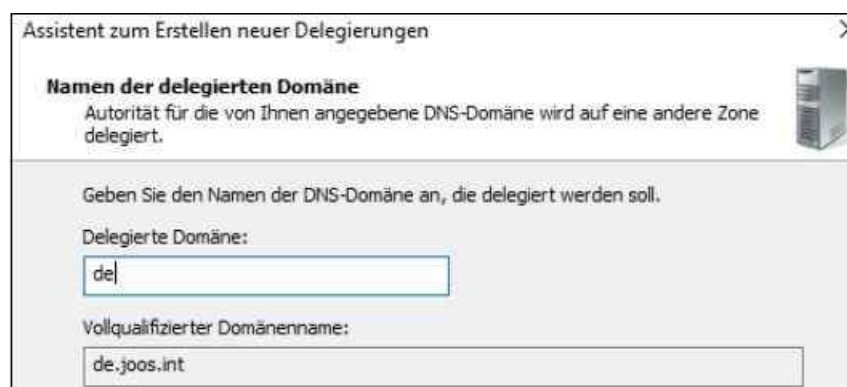 Assistent zum Erstellen neuer Delegierungen
Namen der delegierten Domäne
Autorität für die von Ihnen angegebene DNS-Domäne wird auf eine andere Zone
delegiert.
Geben Sie den Namen der DNS-Domäne an, die delegiert werden soll.
Delegierte Domäne:
de
Vollqualifizierter Domänenname:
de.joos.int